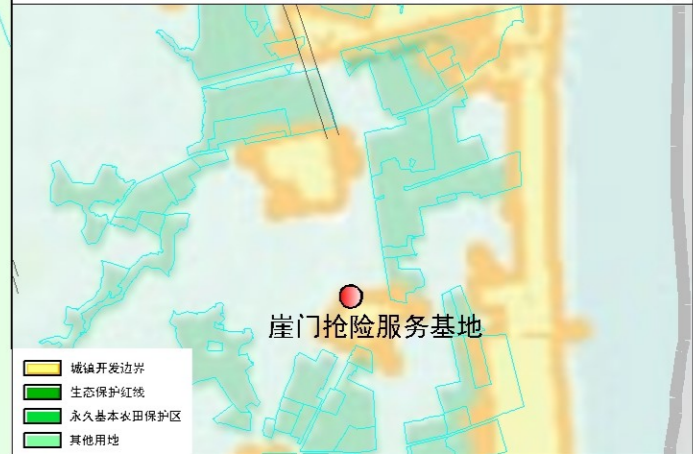 崖门抢险服务基地
城镇开发边界
生态保护红线
永久基本农田保护区
其他用地